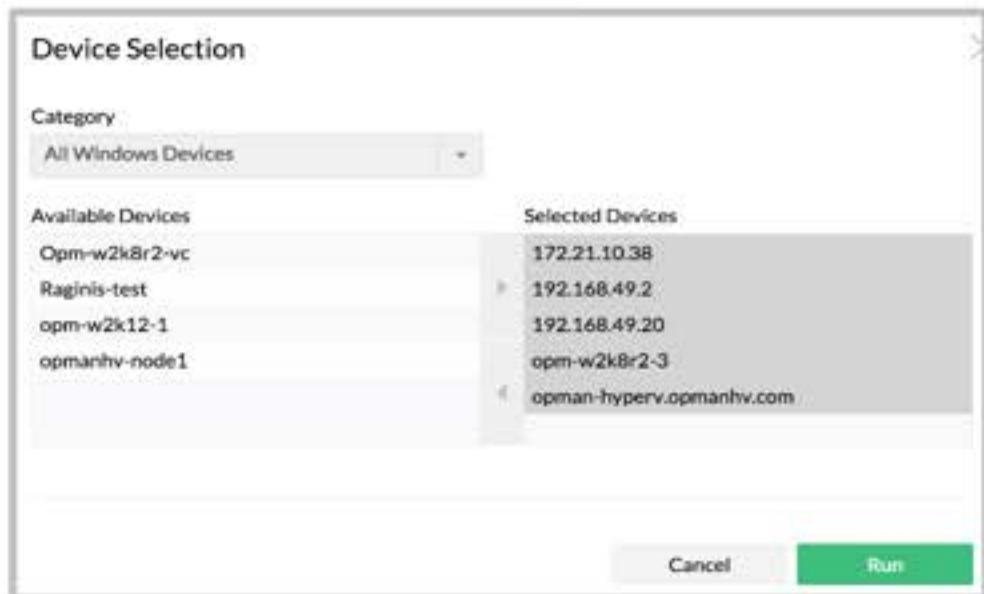 Device Selection
Category
All Windows Devices
Available Devices
Opm-w2k8r2-vc
Raginis-test
opm-w2k12-1
opmanhv-node1
Selected Devices
172.21.10.38
192.168.49.2
192.168.49.20
opm-w2k8r2-3
opman-hyperv.opmanhv.com
Cancel
Run